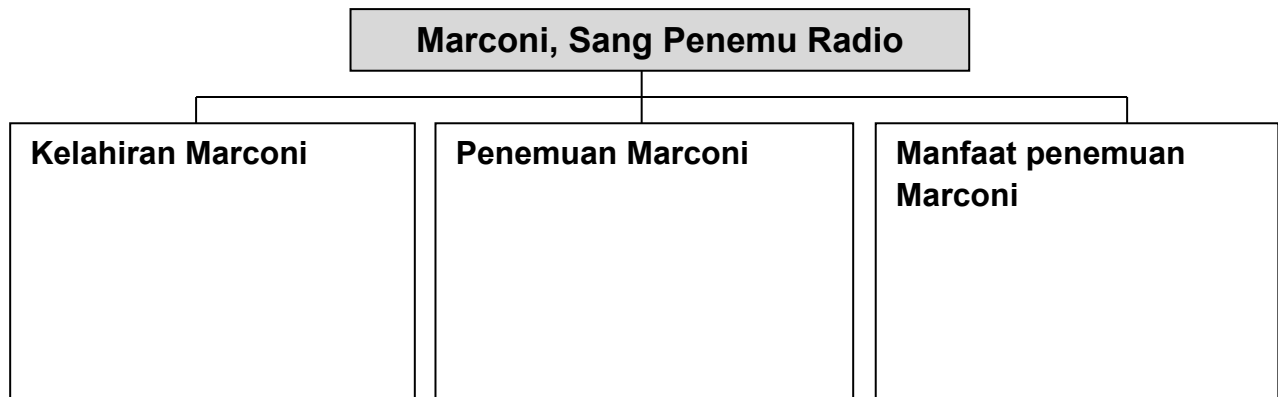 Marconi, Sang Penemu Radio
Kelahiran Marconi
Penemuan Marconi
Manfaat penemuan
Marconi